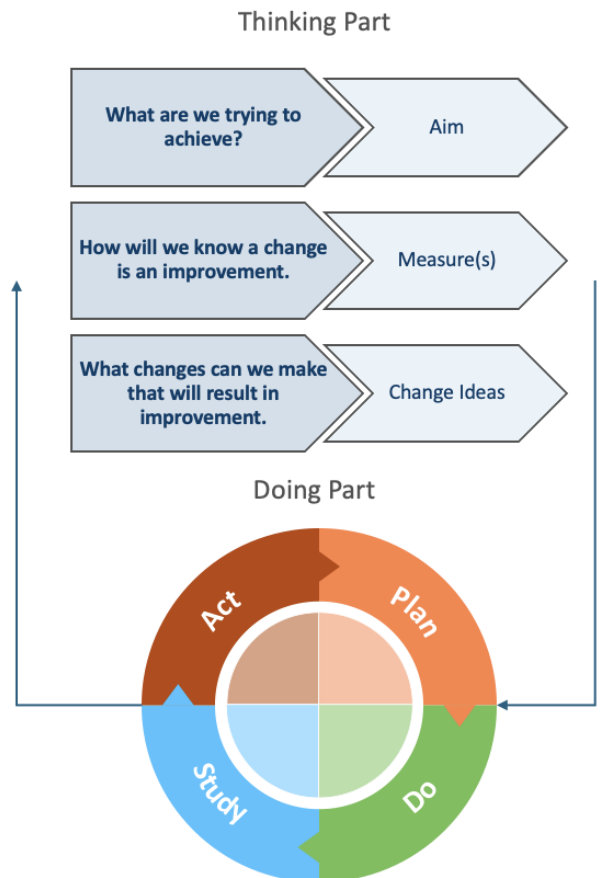 Thinking Part
What are we trying to
achieve?
Aim
How will we know a change
is an improvement.
Measure(s)
What changes can we make
that will result in
improvement.
Change Ideas
Doing Part
Act
Plan
Study
Do